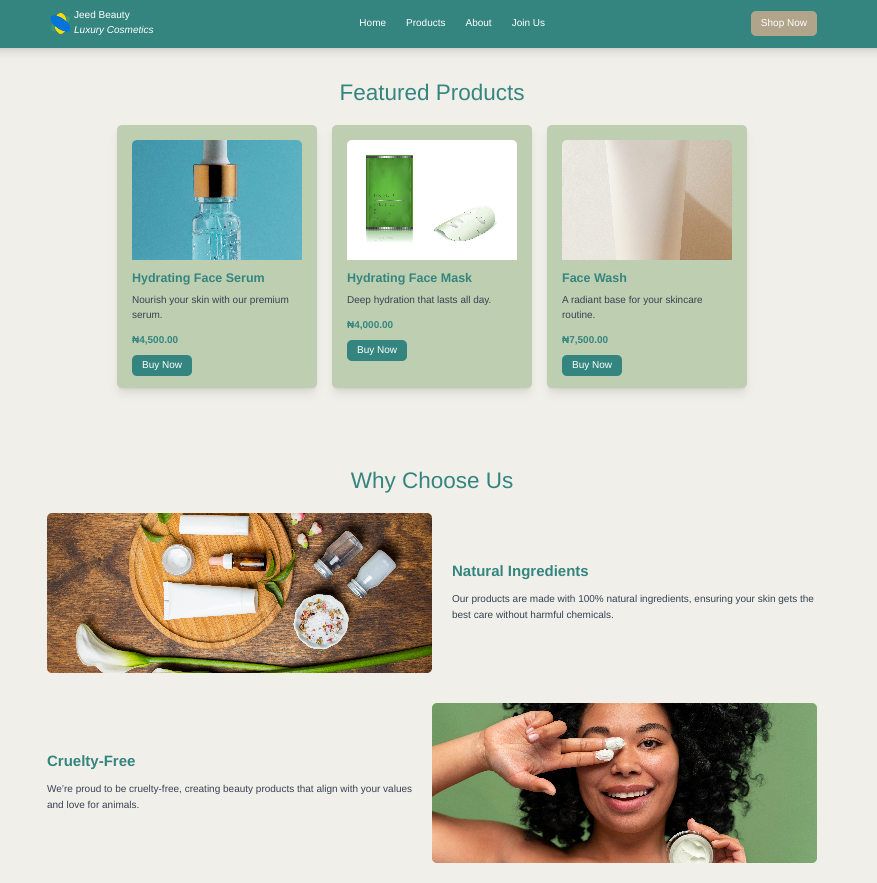 Jeed Beauty
Luxury Cosmetics
Home Products About Join Us
Shop Now
Featured Products
Hydrating Face Serum
Nourish your skin with our premium
serum.
₦4,500.00
Buy Now
Hydrating Face Mask
Deep hydration that lasts all day.
₦4,000.00
Buy Now
Face Wash
A radiant base for your skincare
routine.
₦7,500.00
Buy Now
Why Choose Us
Natural Ingredients
Our products are made with 100% natural ingredients, ensuring your skin gets the
best care without harmful chemicals.
Cruelty-Free
We're proud to be cruelty-free, creating beauty products that align with your values
and love for animals.